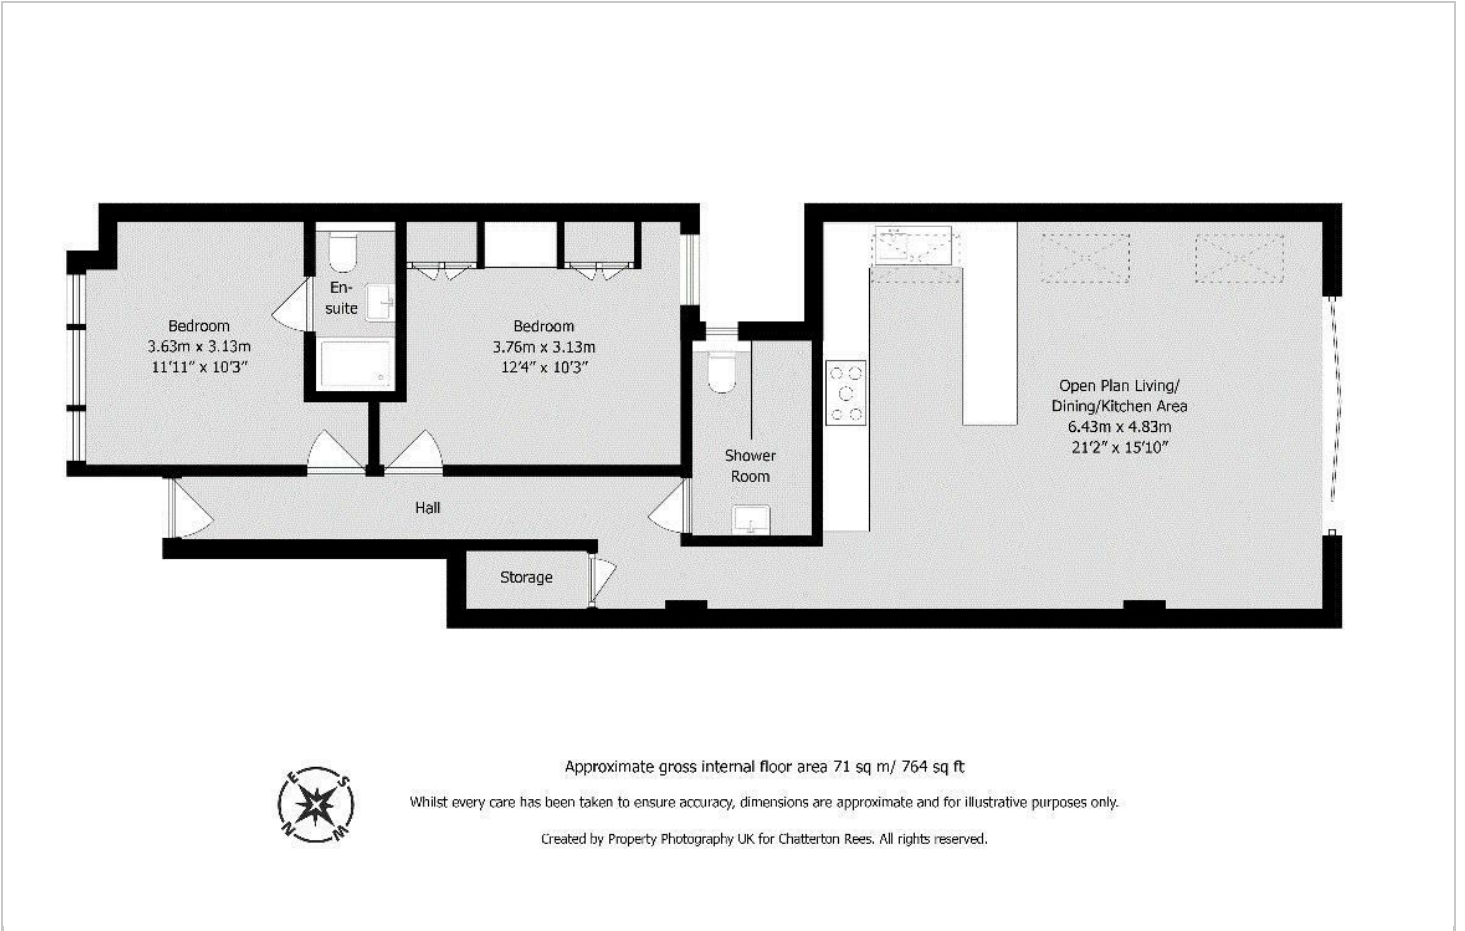 En-
suite
Bedroom
3.63m x 3.13m
11'11" x 10'3"
Bedroom
3.76m x 3.13m
12'4" x 10'3"
Open Plan Living/
Dining/Kitchen Area
6.43m x 4.83m
21'2" x 15'10"
Shower
Room
Hall
Storage
Approximate gross internal floor area 71 sq m/ 764 sq ft
E
S
N
W
Whilst every care has been taken to ensure accuracy, dimensions are approximate and for illustrative purposes only.
Created by Property Photography UK for Chatterton Rees. All rights reserved.